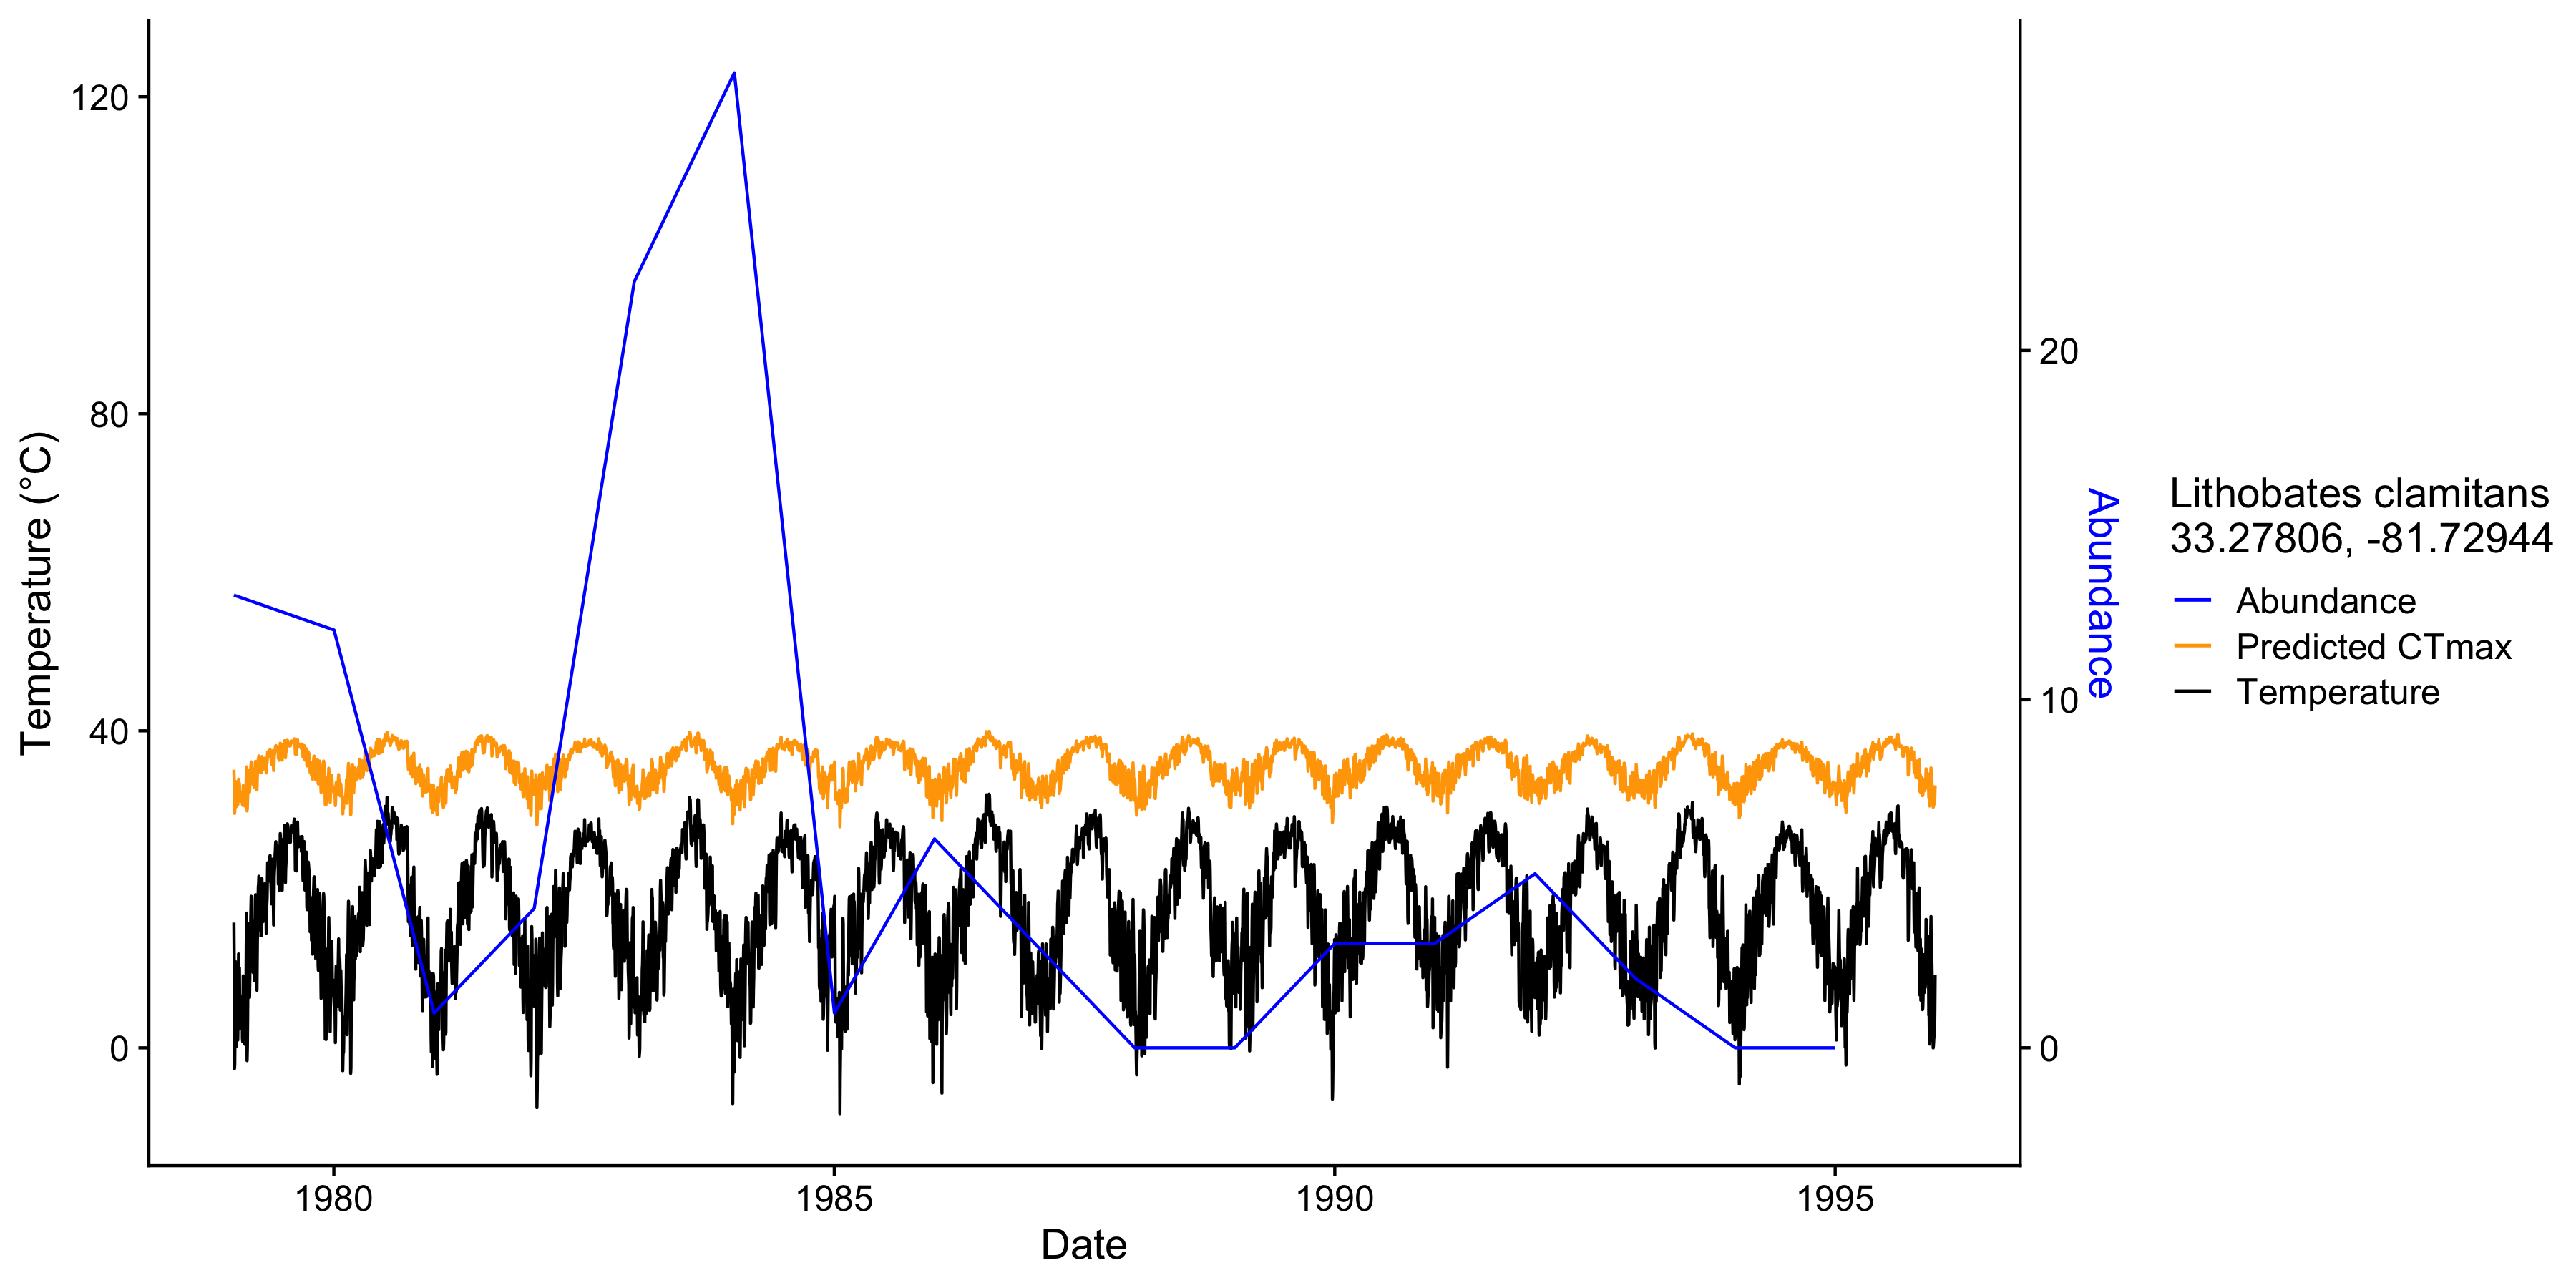 Temperature (°C)
120
80
40
0
1980
1985
1990
1995
Date
20
10
0
Abundance
Lithobates clamitans
33.27806, -81.72944
Abundance
Predicted CTmax
Temperature